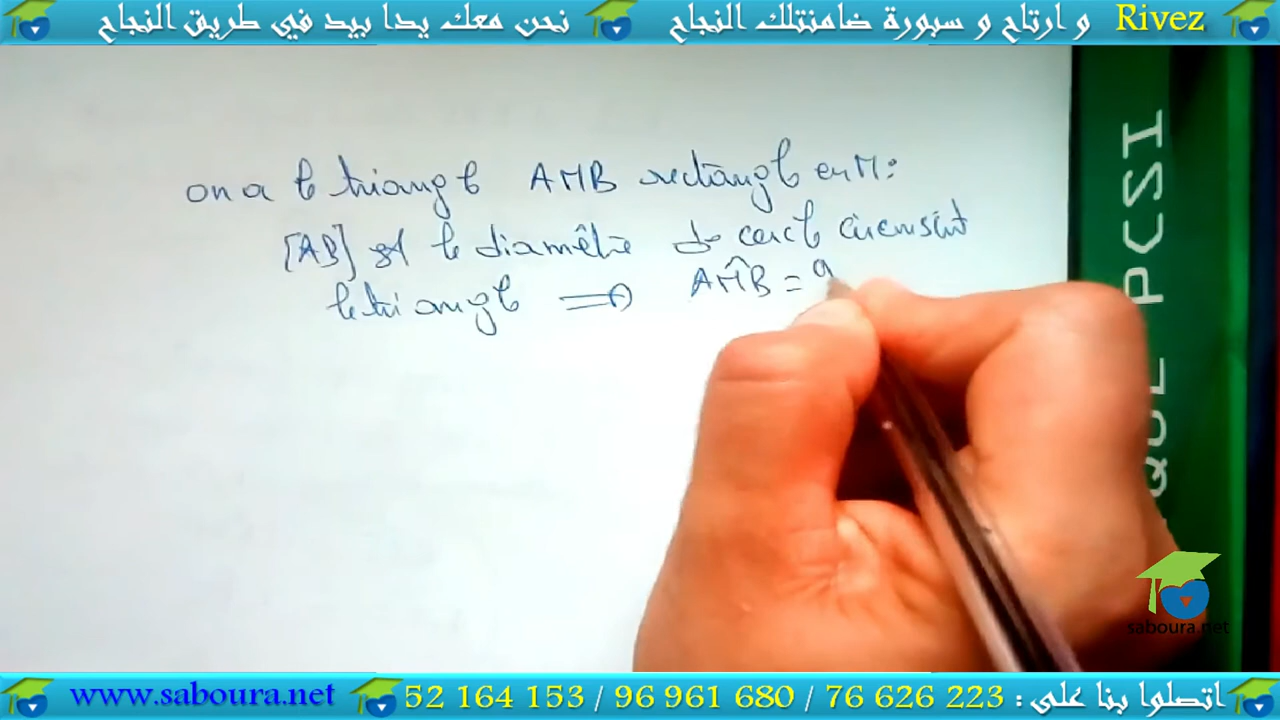 نحن معك يدا بيد في طريق النجاح و ارتاح و سبورة ضامنتلك النجاح Rivez
on a le triangle AMB rectangle en M:
[AB] est le diamètre de cercle circonscrit
le triangle ⟹ AM̂B = 9
PCSI
saboura.net
www.saboura.net 52 164 153 / 96 961 680 / 76 626 223 : اتصلوا بنا على